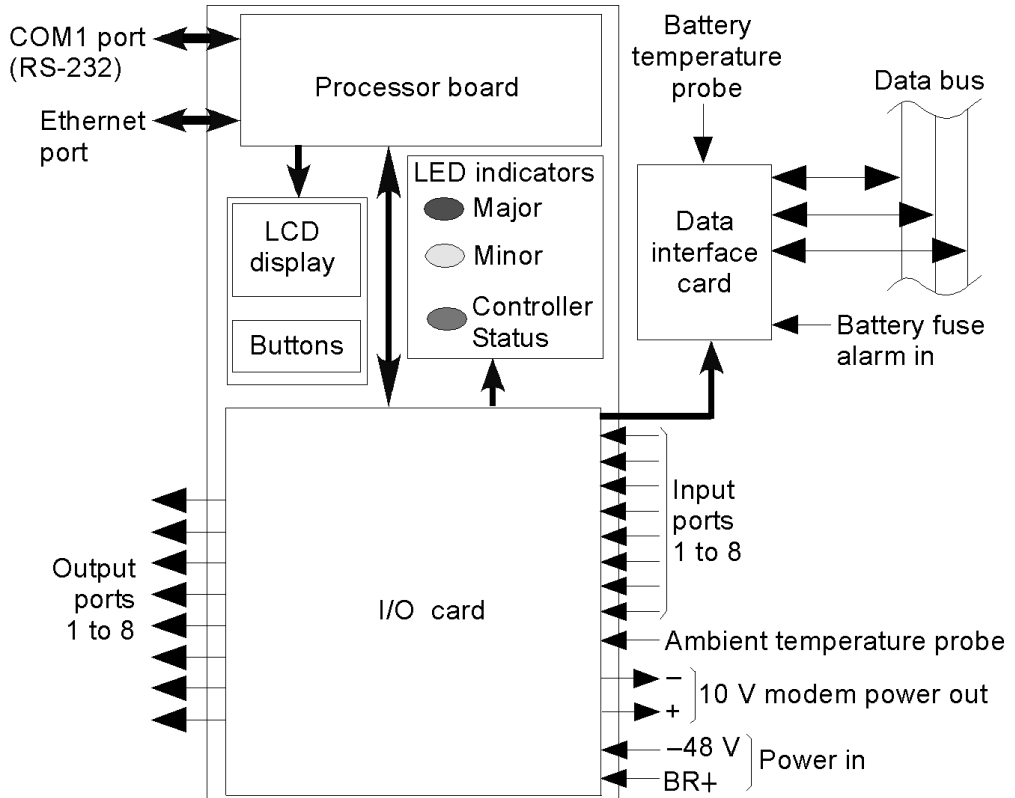 COM1 port
(RS-232)
Ethernet
port
Processor board
Battery
temperature
probe
Data bus
LED indicators
Major
Minor
Controller
Status
LCD
display
Buttons
Data
interface
card
Battery fuse
alarm in
Input
ports
1 to 8
Output
ports
1 to 8
I/O card
Ambient temperature probe
–
+
10 V modem power out
–48 V
BR+
Power in